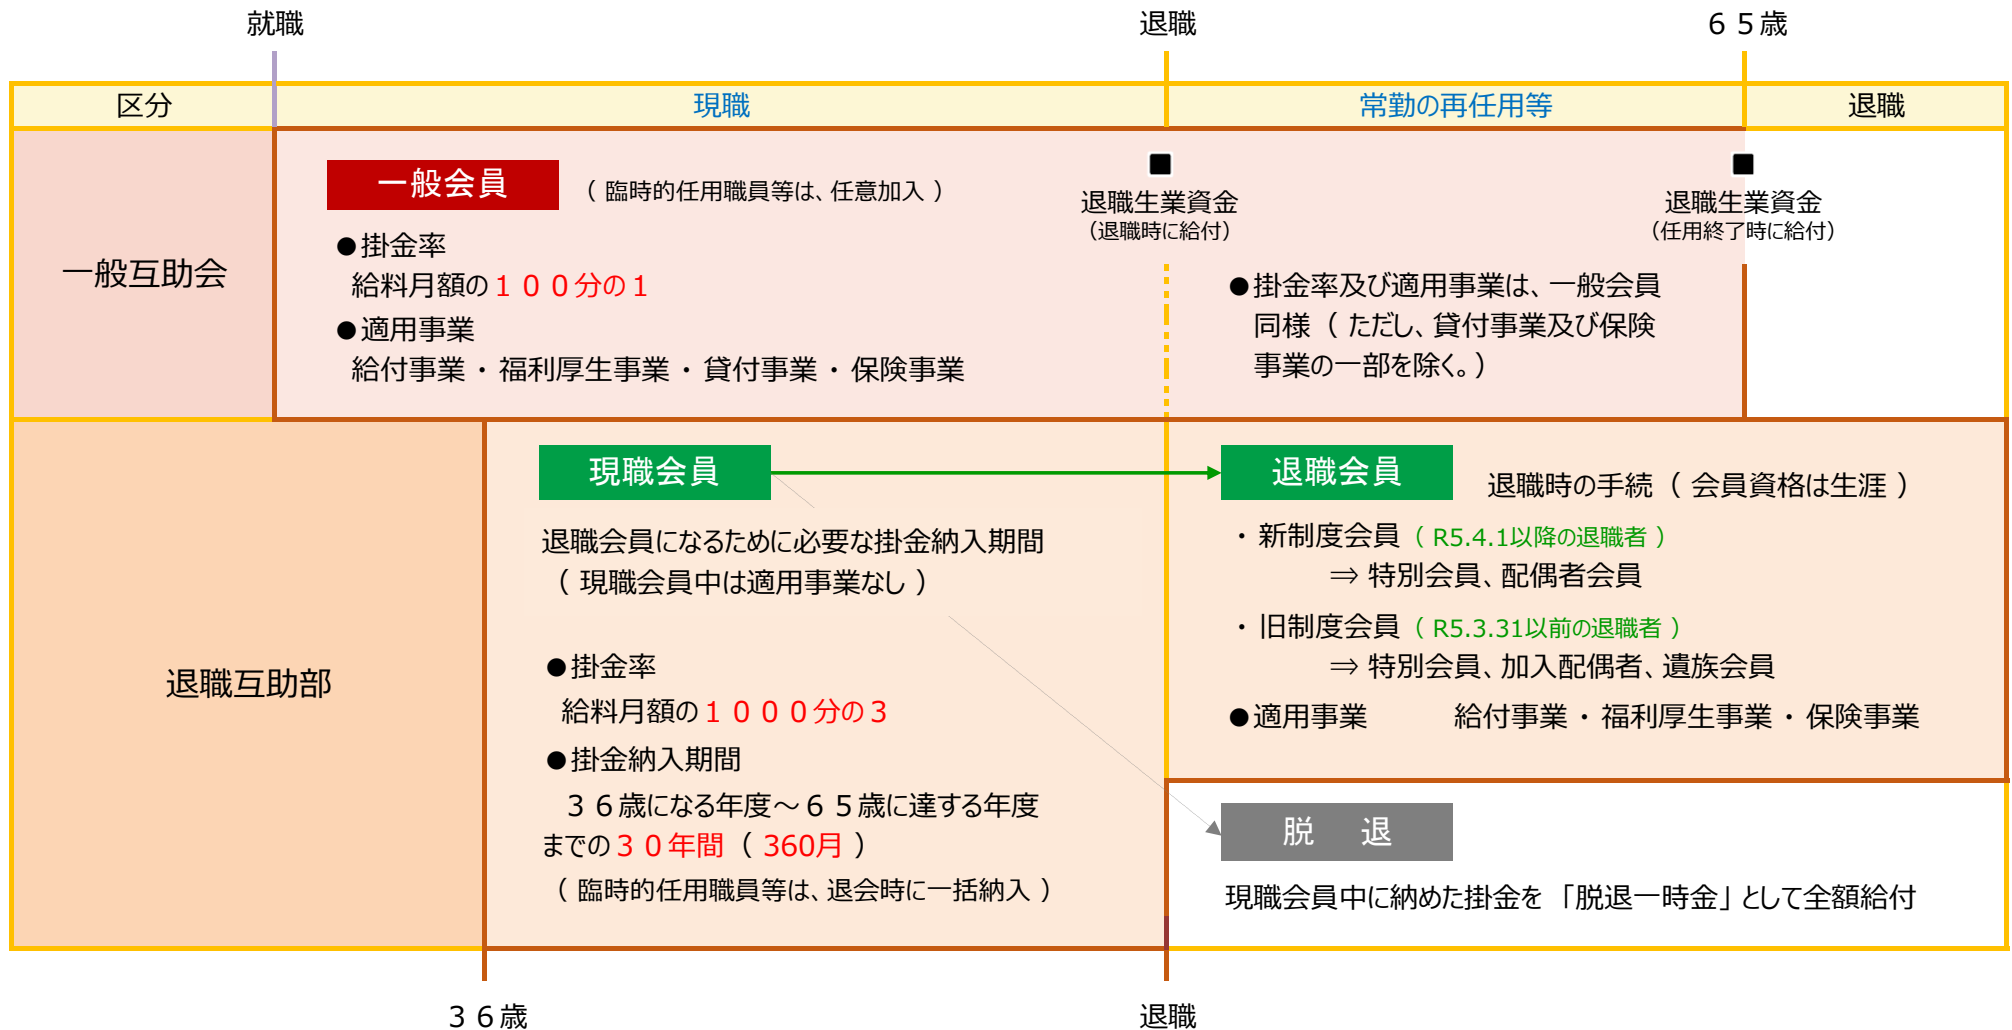 就職
退職
６５歳
区分
現職
常勤の再任用等
退職
一般互助会
一般会員
（ 臨時的任用職員等は、任意加入 ）
●掛金率
給料月額の１００分の１
●適用事業
給付事業 ・ 福利厚生事業 ・ 貸付事業 ・ 保険事業
■
退職生業資金
（退職時に給付）
■
退職生業資金
（任用終了時に給付）
●掛金率及び適用事業は、一般会員
同様（ ただし、貸付事業及び保険
事業の一部を除く。）
退職互助部
現職会員
退職会員になるために必要な掛金納入期間
（ 現職会員中は適用事業なし ）
●掛金率
給料月額の１０００分の３
●掛金納入期間
３６歳になる年度～６５歳に達する年度
までの３０年間（ 360月 ）
（ 臨時的任用職員等は、退会時に一括納入 ）
退職会員
退職時の手続（ 会員資格は生涯 ）
・ 新制度会員（ R5.4.1以降の退職者 ）
⇒ 特別会員、配偶者会員
・ 旧制度会員（ R5.3.31以前の退職者 ）
⇒ 特別会員、加入配偶者、遺族会員
●適用事業　給付事業 ・ 福利厚生事業 ・ 保険事業
脱　退
現職会員中に納めた掛金を「脱退一時金」として全額給付
３６歳
退職